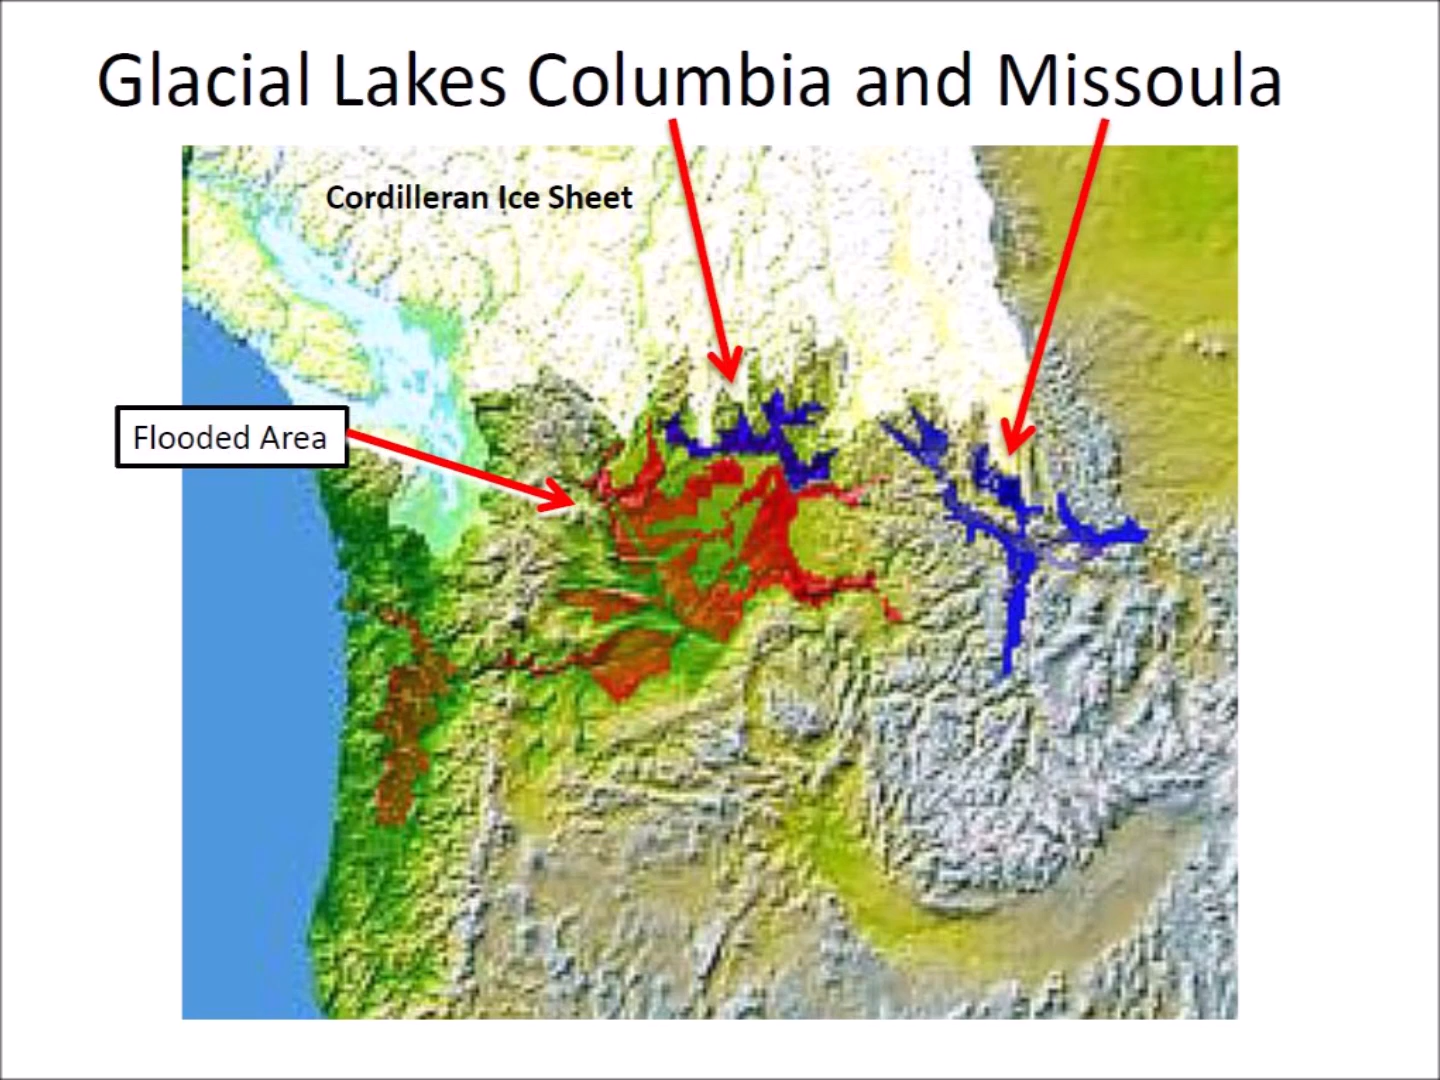 Glacial Lakes Columbia and Missoula
Cordilleran Ice Sheet
Flooded Area